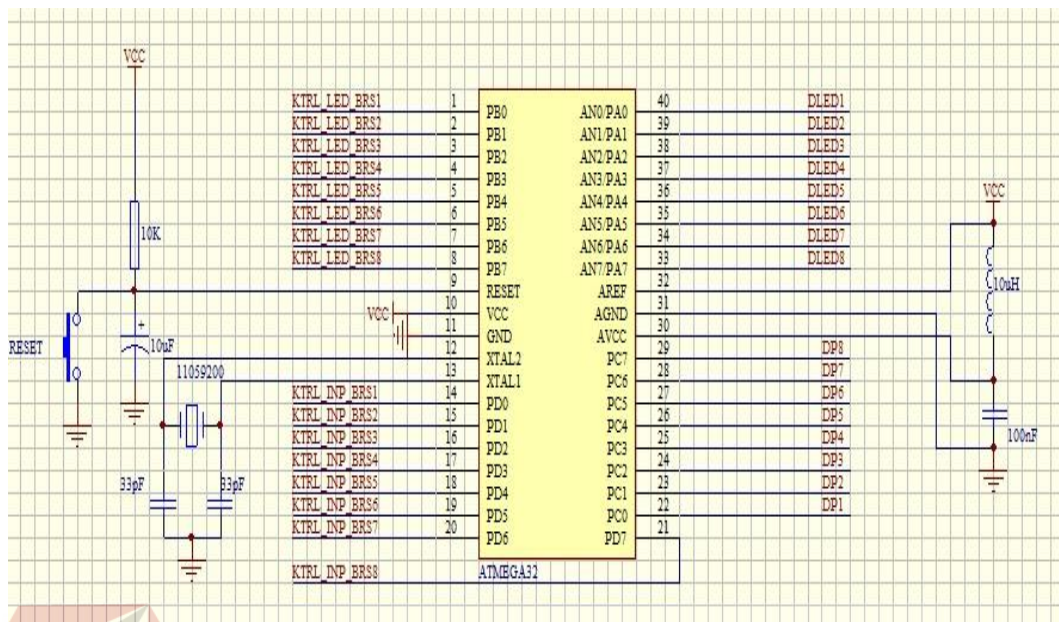 VCC
10K
RESET
10uF
11059200
33pF
33pF
KTRL_LED_BRS1 1 PB0
KTRL_LED_BRS2 2 PB1
KTRL_LED_BRS3 3 PB2
KTRL_LED_BRS4 4 PB3
KTRL_LED_BRS5 5 PB4
KTRL_LED_BRS6 6 PB5
KTRL_LED_BRS7 7 PB6
KTRL_LED_BRS8 8 PB7
9 RESET
VCC 10 VCC
11 GND
12 XTAL2
13 XTAL1
KTRL_INP_BRS1 14 PD0
KTRL_INP_BRS2 15 PD1
KTRL_INP_BRS3 16 PD2
KTRL_INP_BRS4 17 PD3
KTRL_INP_BRS5 18 PD4
KTRL_INP_BRS6 19 PD5
KTRL_INP_BRS7 20 PD6
KTRL_INP_BRS8
ATMEGA32
AN0/PA0 40 DLED1
AN1/PA1 39 DLED2
AN2/PA2 38 DLED3
AN3/PA3 37 DLED4
AN4/PA4 36 DLED5
AN5/PA5 35 DLED6
AN6/PA6 34 DLED7
AN7/PA7 33 DLED8
AREF 32
AGND 31
AVCC 30
PC7 29 DP8
PC6 28 DP7
PC5 27 DP6
PC4 26 DP5
PC3 25 DP4
PC2 24 DP3
PC1 23 DP2
PC0 22 DP1
PD7 21
VCC
10uH
100nF